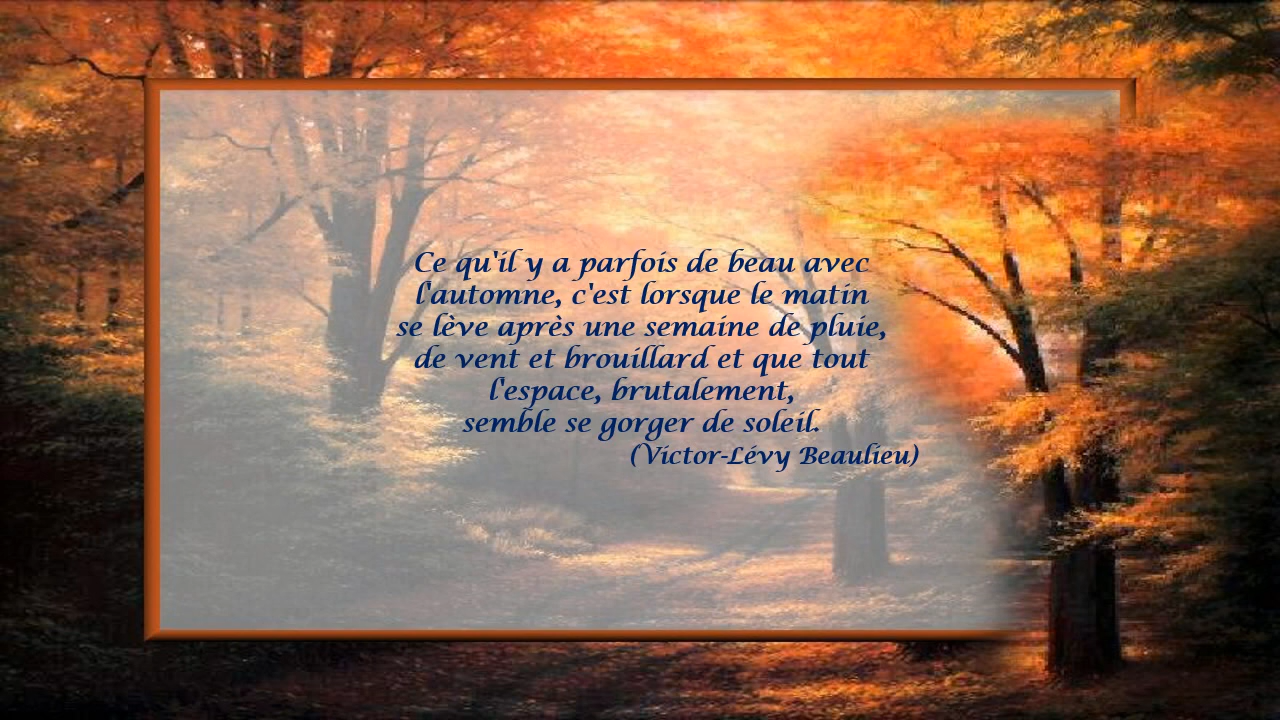 Ce qu'il y a parfois de beau avec
l'automne, c'est lorsque le matin
se lève après une semaine de pluie,
de vent et brouillard et que tout
l'espace, brutalement,
semble se gorger de soleil.
(Victor-Lévy Beaulieu)